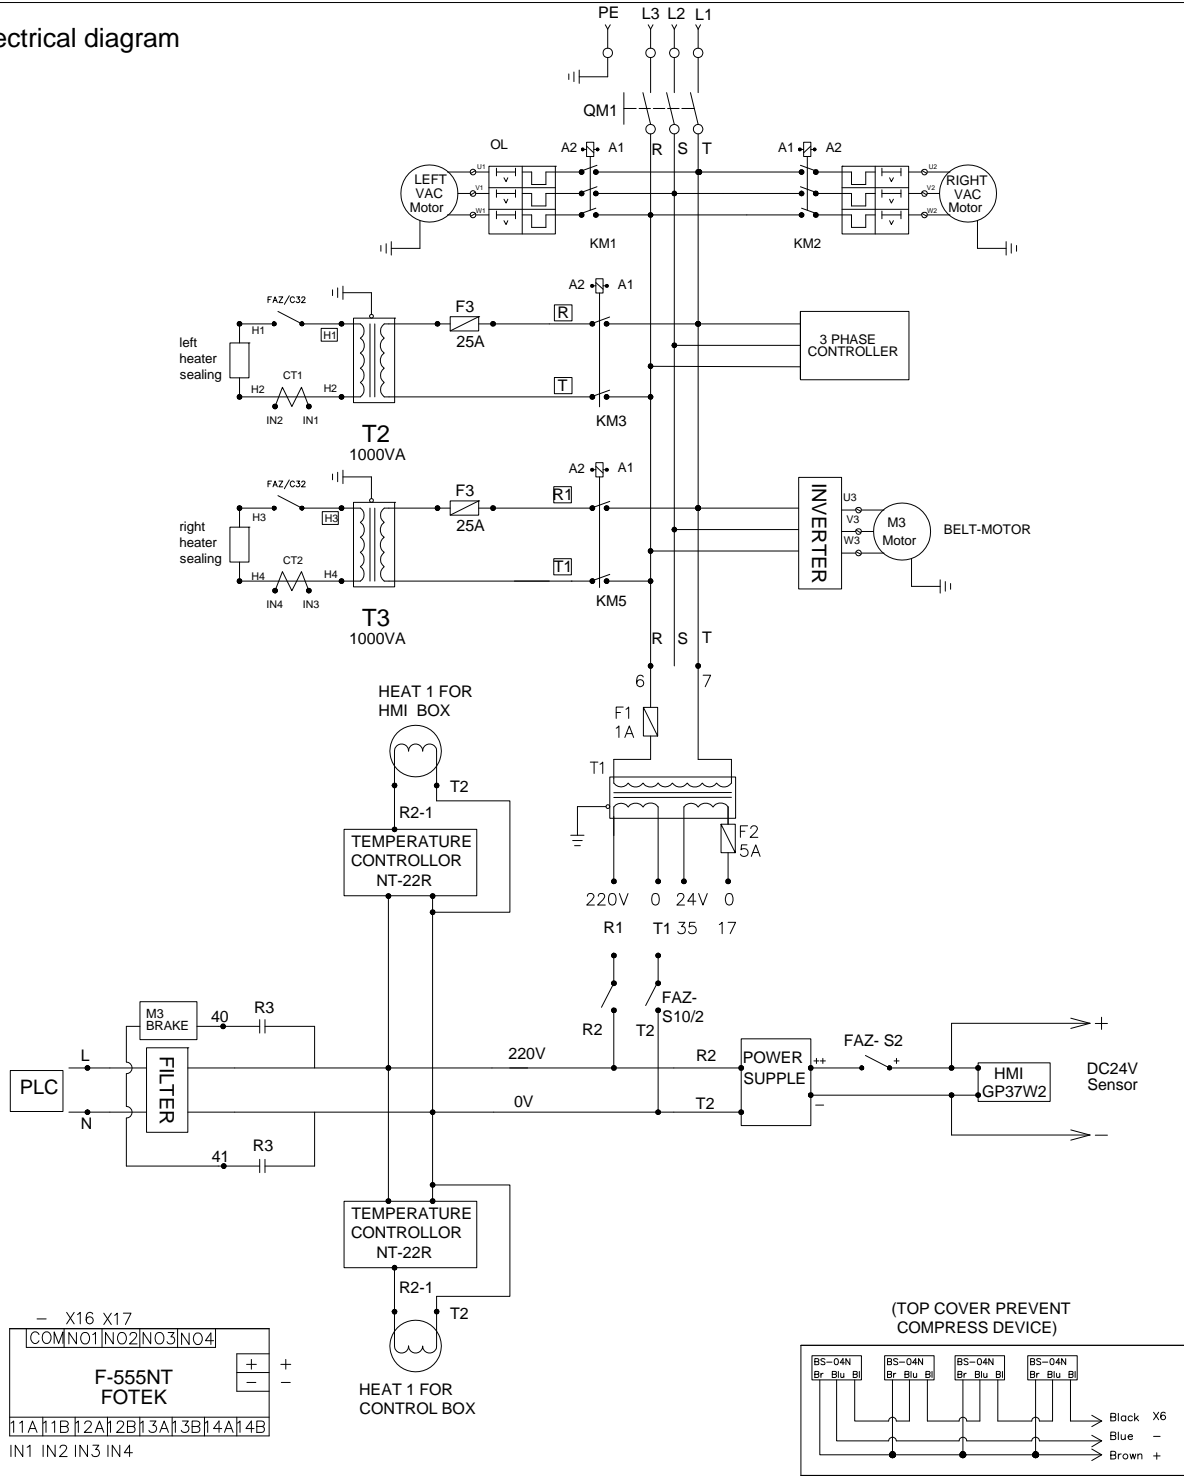 ectrical diagram
PE L3 L2 L1
QM1
OL A2 A1 R S T A1 A2
LEFT
VAC
Motor
U1
V1
W1
U2
V2
W2
RIGHT
VAC
Motor
KM1 KM2
A2 A1
FAZ/C32
F3
25A
R
H1 H1
left
heater
sealing
CT1
H2 H2
IN2 IN1
T
KM3
3 PHASE
CONTROLLER
T2
1000VA
A2 A1
FAZ/C32
F3
25A
R1
H3 H3
right
heater
sealing
CT2
H4 H4
IN4 IN3
T1
KM5
INVERTER
U3
V3
W3
M3
Motor
BELT-MOTOR
T3
1000VA
R S T
6 7
HEAT 1 FOR
HMI BOX
F1
1A
T1
T2
R2-1
TEMPERATURE
CONTROLLOR
NT-22R
F2
5A
220V 0 24V 0
R1 T1 35 17
FAZ-
S10/2
R2 T2
M3
BRAKE
40 R3
L
PLC
N
FILTER
220V
0V
R2
T2
POWER
SUPPLE
++
−
FAZ- S2
+
HMI
GP37W2
+
DC24V
Sensor
−
41 R3
TEMPERATURE
CONTROLLOR
NT-22R
R2-1
T2
HEAT 1 FOR
CONTROL BOX
− X16 X17
COM NO1 NO2 NO3 NO4
F-555NT
FOTEK
+ +
− −
11A 11B 12A 12B 13A 13B 14A 14B
IN1 IN2 IN3 IN4
(TOP COVER PREVENT
COMPRESS DEVICE)
BS-04N BS-04N BS-04N BS-04N
Br Blu Bl Br Blu Bl Br Blu Bl Br Blu Bl
Black X6
Blue −
Brown +